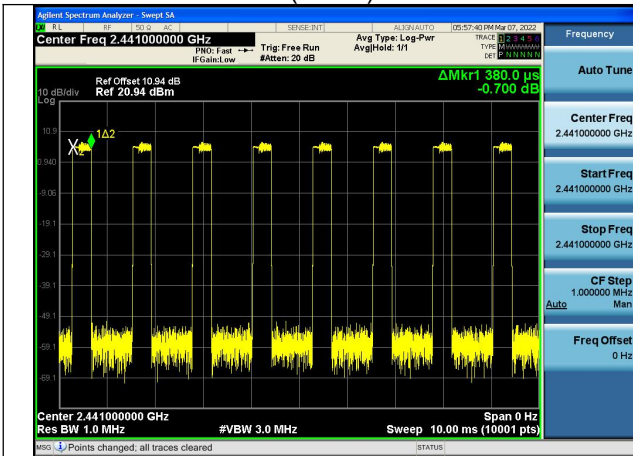 Agilent Spectrum Analyzer - Swept SA
RL RF 50 Ω AC SENSE:INT ALIGNAUTO 05:57:40 PM Mar 07, 2022
Center Freq 2.441000000 GHz
PNO: Fast
IFGain:Low
Trig: Free Run
#Atten: 20 dB
Avg Type: Log-Pwr
Avg|Hold: 1/1
TRACE 1 2 3 4 5 6
TYPE MWWWWW
DET P N N N N N
Frequency
ΔMkr1 380.0 µs
-0.700 dB
Ref Offset 10.94 dB
10 dB/div Ref 20.94 dBm
Log
10.9
0.940
-9.06
-19.1
-29.1
-39.1
-49.1
-59.1
-69.1
X2
1Δ2
Auto Tune
Center Freq
2.441000000 GHz
Start Freq
2.441000000 GHz
Stop Freq
2.441000000 GHz
CF Step
1.000000 MHz
Auto Man
Freq Offset
0 Hz
Center 2.441000000 GHz Span 0 Hz
Res BW 1.0 MHz #VBW 3.0 MHz Sweep 10.00 ms (10001 pts)
MSG Points changed; all traces cleared STATUS